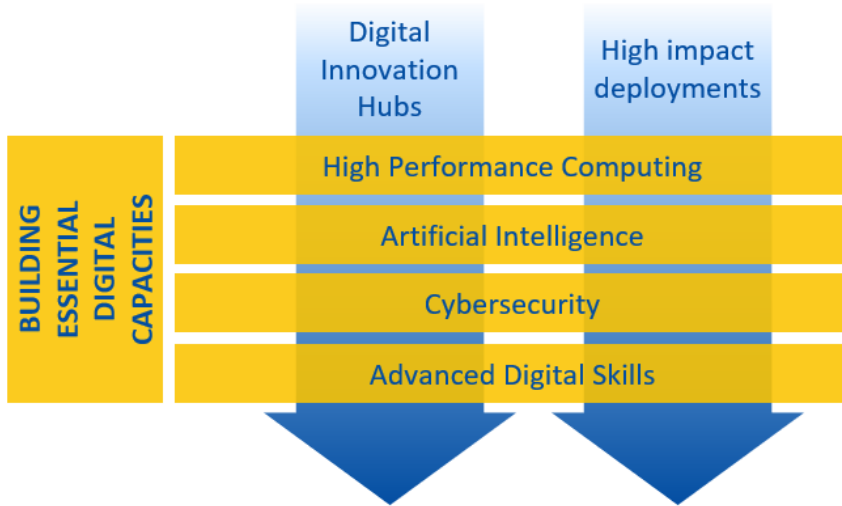 Digital
Innovation
Hubs
High impact
deployments
BUILDING
ESSENTIAL
DIGITAL
CAPACITIES
High Performance Computing
Artificial Intelligence
Cybersecurity
Advanced Digital Skills